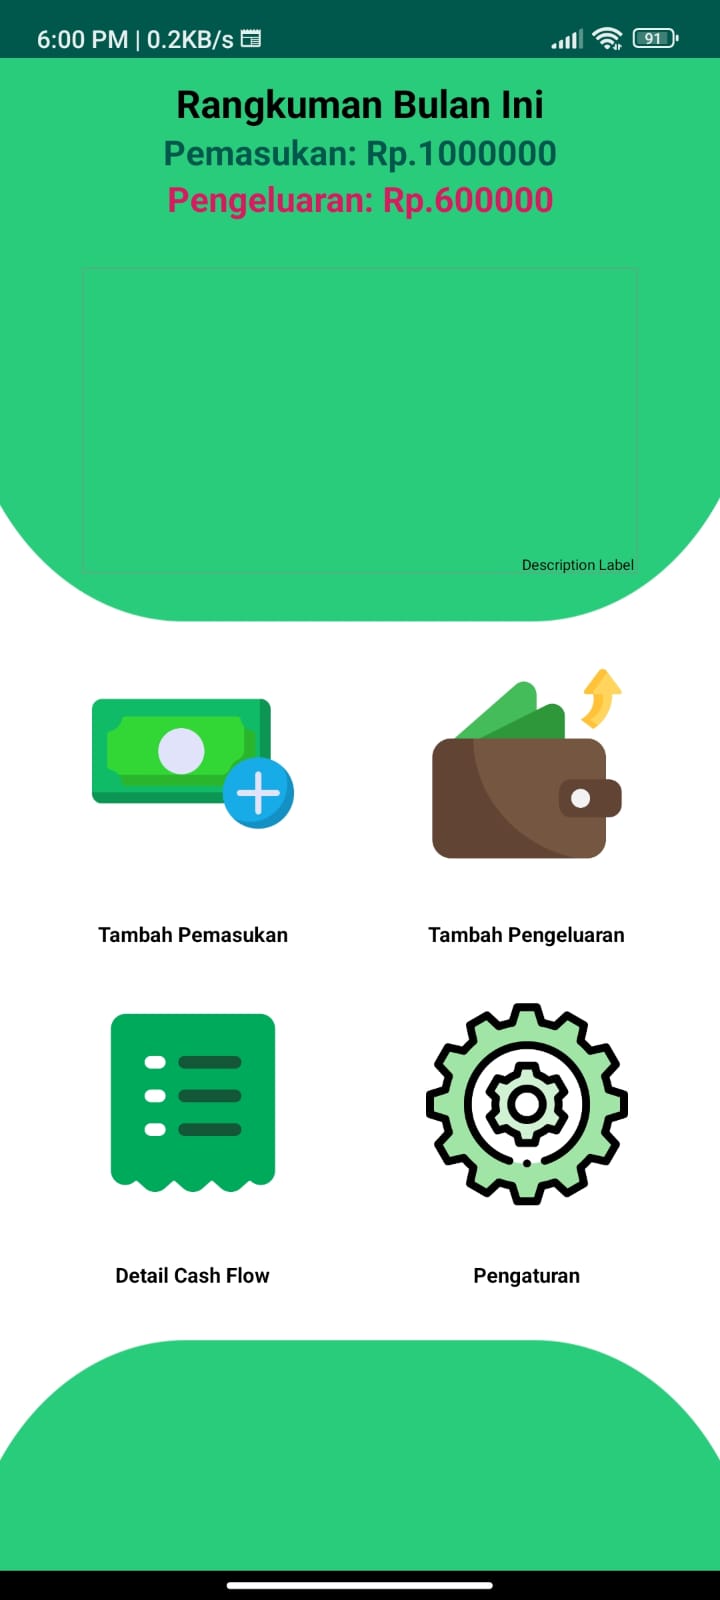 6:00 PM | 0.2KB/s
91
Rangkuman Bulan Ini
Pemasukan: Rp.1000000
Pengeluaran: Rp.600000
Description Label
Tambah Pemasukan
Tambah Pengeluaran
Detail Cash Flow
Pengaturan